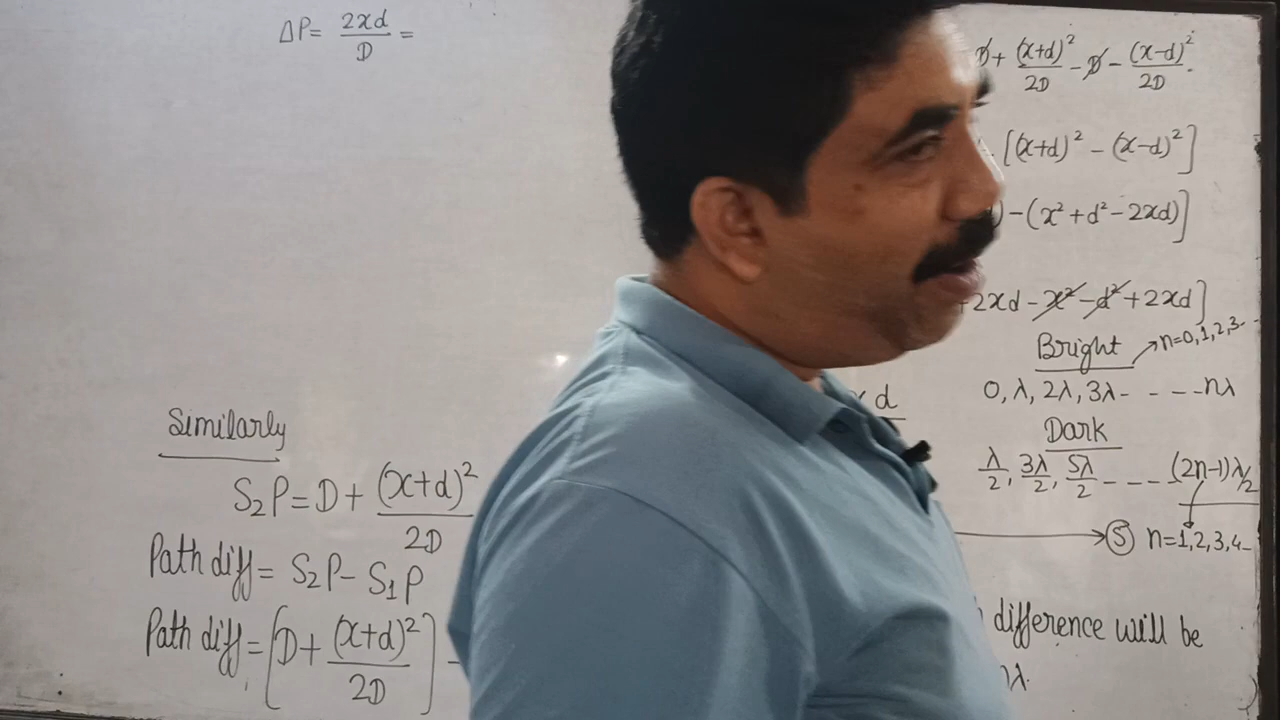 ΔP= 2xd/D =
Similarly
S₂P = D + (x+d)²/2D
Path diff = S₂P - S₁P
Path diff = [D + (x+d)²/2D] -
D + (x+d)²/2D - D - (x-d)²/2D
[(x+d)² - (x-d)²]
) - (x² + d² - 2xd)]
+2xd - x² - d² + 2xd]
Bright → n=0,1,2,3-
0, λ, 2λ, 3λ - - - - nλ
d
Dark
λ/2, 3λ/2, 5λ/2 - - - - (2n-1)λ/2
→ ⑤ n=1,2,3,4-
difference will be
λ.